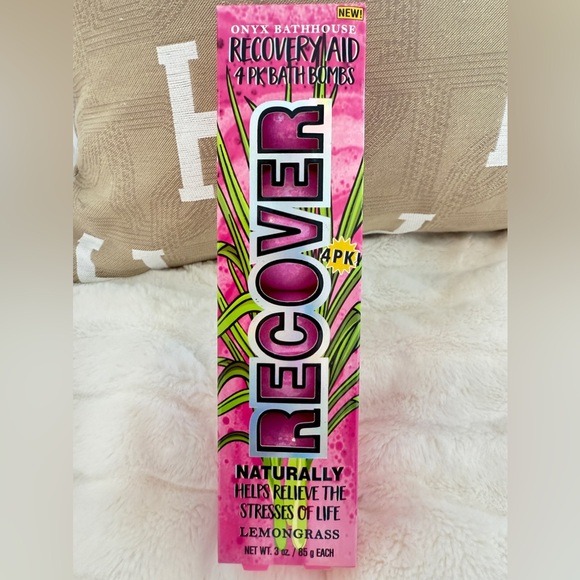 NEW!
ONYX BATHHOUSE
RECOVERY AID
4 PK BATH BOMBS
RECOVER
4PK!
NATURALLY
HELPS RELIEVE THE
STRESSES OF LIFE
LEMONGRASS
NET WT. 3 oz. / 85 g EACH
H